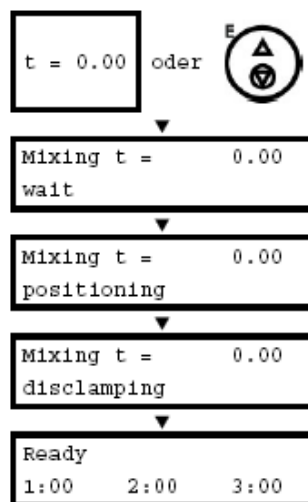 t = 0.00 oder E
Mixing t = 0.00
wait
Mixing t = 0.00
positioning
Mixing t = 0.00
disclamping
Ready
1:00 2:00 3:00